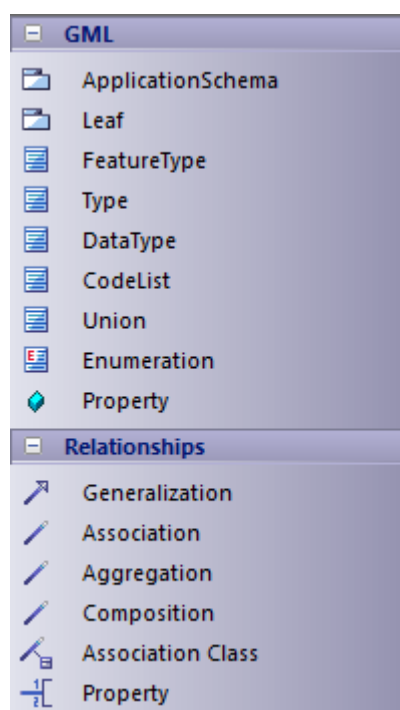 GML
ApplicationSchema
Leaf
FeatureType
Type
DataType
CodeList
Union
Enumeration
Property
Relationships
Generalization
Association
Aggregation
Composition
Association Class
Property